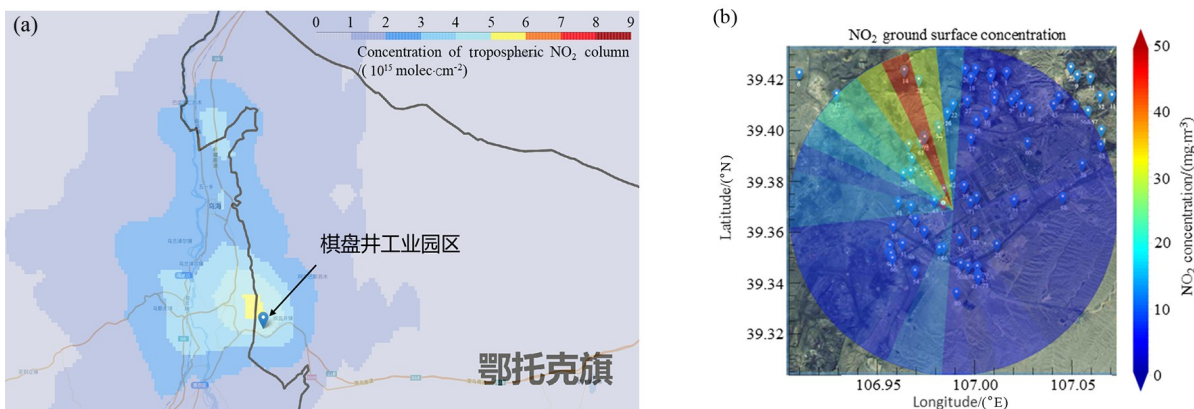 (a)
0 1 2 3 4 5 6 7 8 9
Concentration of tropospheric NO₂ column
/( 10¹⁵ molec·cm⁻²)
乌海
棋盘井工业园区
鄂托克旗
(b)
NO₂ ground surface concentration
Latitude/(°N)
39.42
39.40
39.38
39.36
39.34
39.32
106.95 107.00 107.05
Longitude/(°E)
50
40
30
20
10
0
NO₂ concentration/(mg·m³)